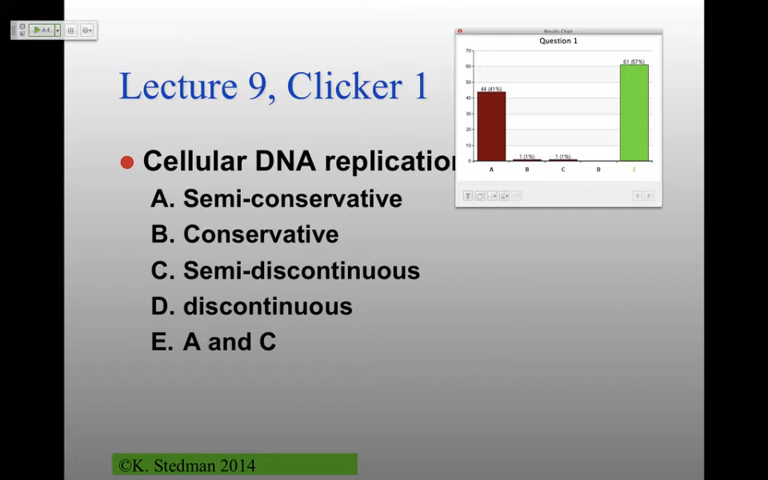 Lecture 9, Clicker 1
Cellular DNA replication
A. Semi-conservative
B. Conservative
C. Semi-discontinuous
D. discontinuous
E. A and C
©K. Stedman 2014
Results Chart
Question 1
70
60
50
40
30
20
10
0
44 (41%)
1 (1%)
1 (1%)
61 (57%)
A
B
C
D
E